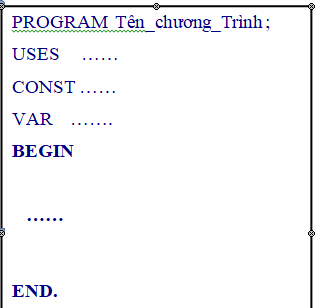 PROGRAM Tên_chương_Trình ;
USES ......
CONST ......
VAR .......
BEGIN
......
END.